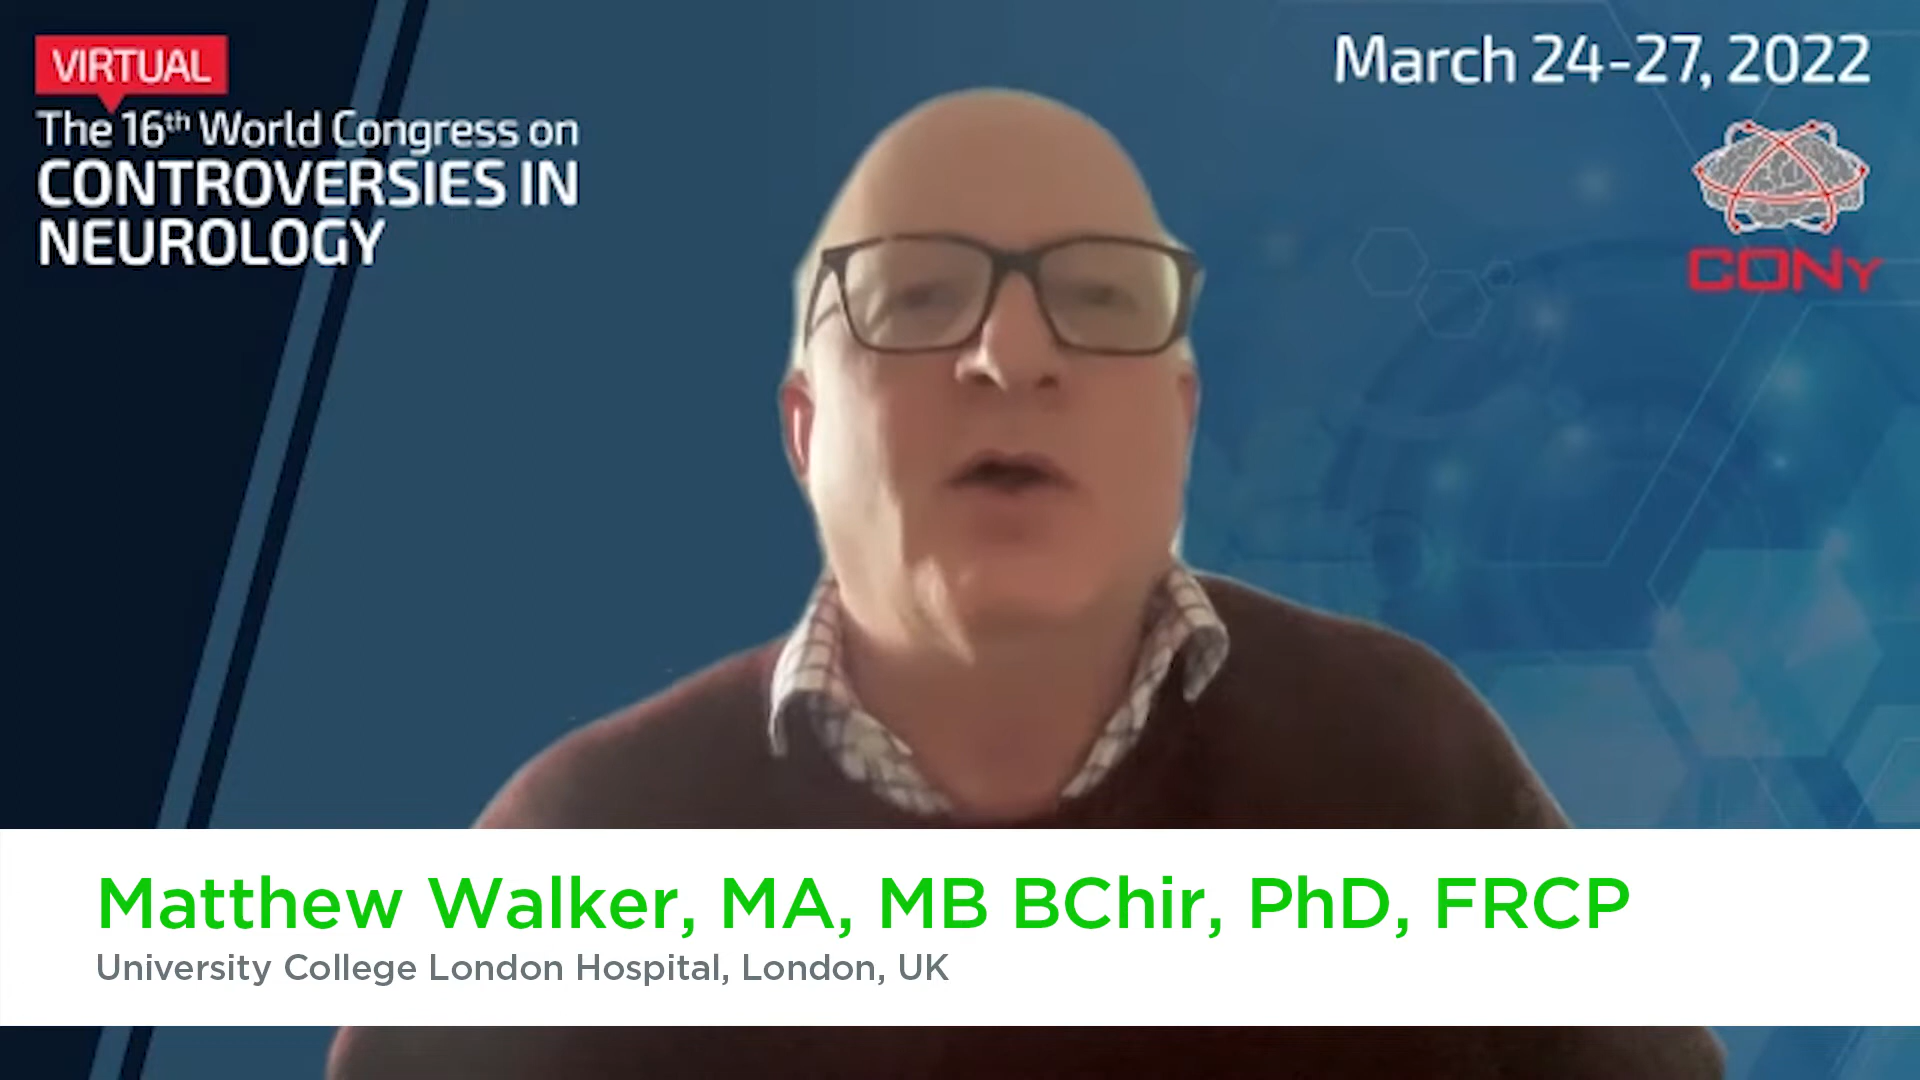 VIRTUAL
The 16th World Congress on
CONTROVERSIES IN
NEUROLOGY
March 24-27, 2022
CONy
Matthew Walker, MA, MB BChir, PhD, FRCP
University College London Hospital, London, UK